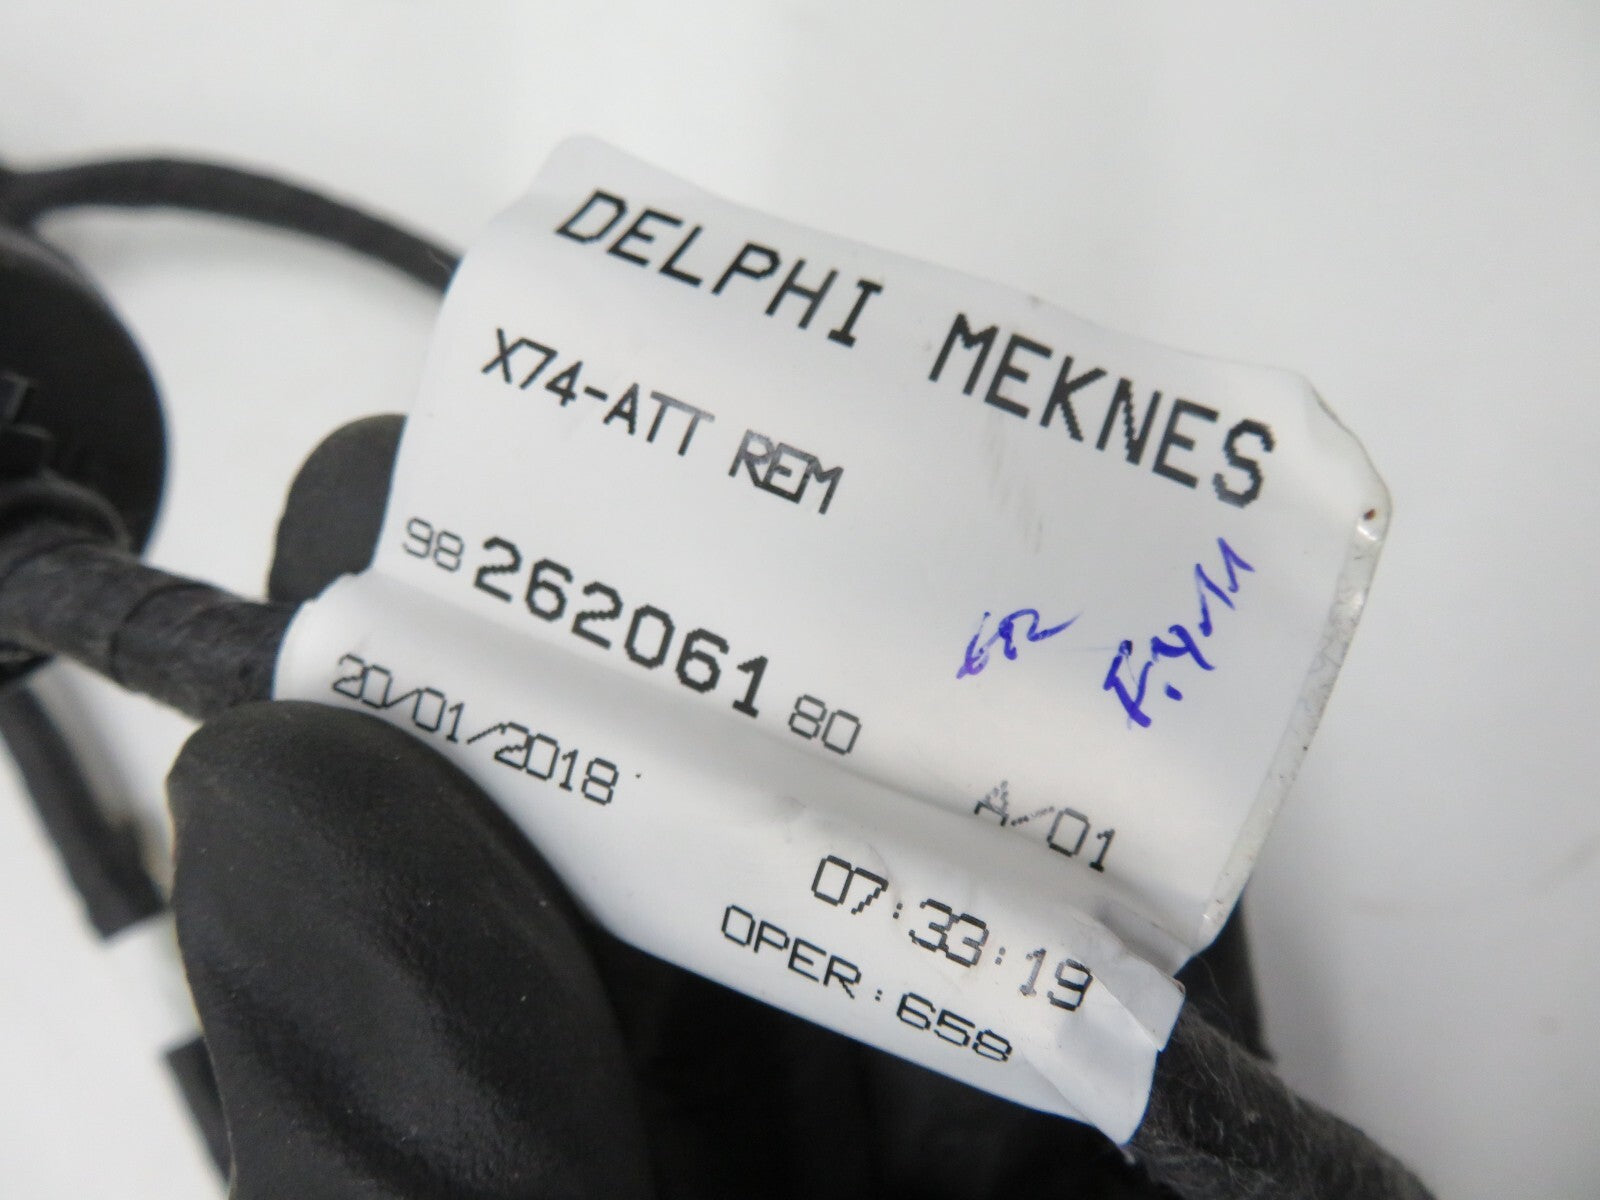 DELPHI MEKNES
X74-ATT REM
98 262061 80
20/01/2018
A/01
07:33:19
OPER: 658